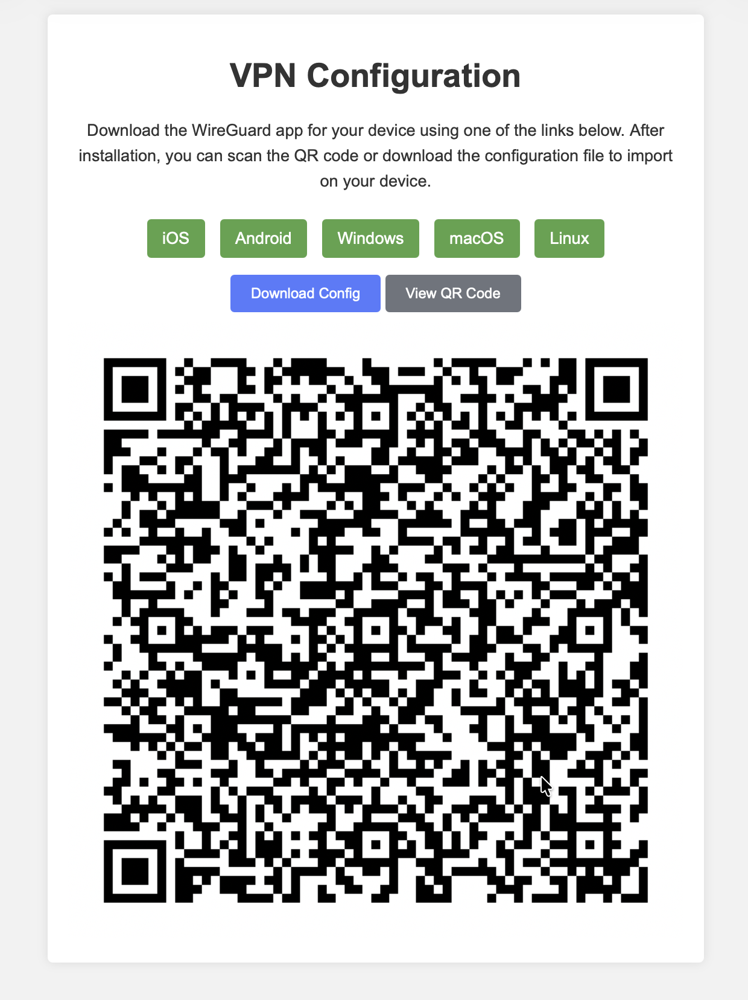 VPN Configuration
Download the WireGuard app for your device using one of the links below. After
installation, you can scan the QR code or download the configuration file to import
on your device.
iOS Android Windows macOS Linux
Download Config View QR Code